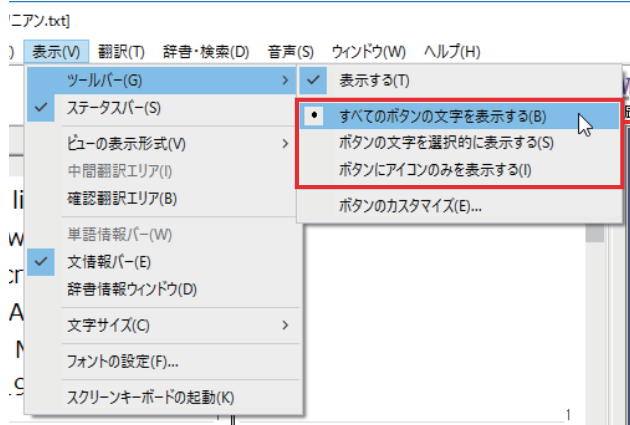 ソニアン.txt]
表示(V) 翻訳(T) 辞書・検索(D) 音声(S) ウィンドウ(W) ヘルプ(H)
ツールバー(G)
ステータスバー(S)
ビューの表示形式(V)
中間翻訳エリア(I)
確認翻訳エリア(B)
単語情報バー(W)
文情報バー(E)
辞書情報ウィンドウ(D)
文字サイズ(C)
フォントの設定(F)...
スクリーンキーボードの起動(K)
表示する(T)
すべてのボタンの文字を表示する(B)
ボタンの文字を選択的に表示する(S)
ボタンにアイコンのみを表示する(I)
ボタンのカスタマイズ(E)...
1